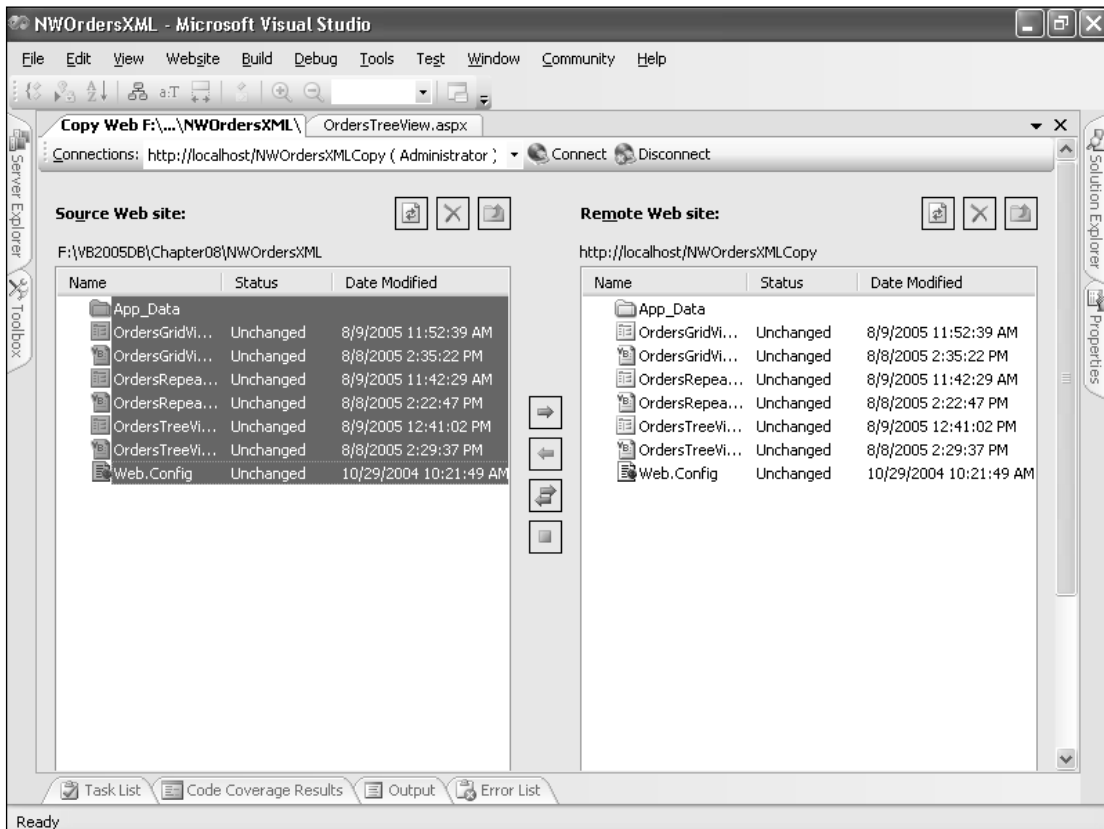 NWOrdersXML - Microsoft Visual Studio
File Edit View Website Build Debug Tools Test Window Community Help
a:T
Copy Web F:\...\NWOrdersXML\ OrdersTreeView.aspx
Connections: http://localhost/NWOrdersXMLCopy ( Administrator ) Connect Disconnect
Server Explorer
Toolbox
Solution Explorer
Properties
Source Web site:
F:\VB2005DB\Chapter08\NWOrdersXML
Name Status Date Modified
App_Data
OrdersGridVi... Unchanged 8/9/2005 11:52:39 AM
OrdersGridVi... Unchanged 8/8/2005 2:35:22 PM
OrdersRepea... Unchanged 8/9/2005 11:42:29 AM
OrdersRepea... Unchanged 8/8/2005 2:22:47 PM
OrdersTreeVi... Unchanged 8/9/2005 12:41:02 PM
OrdersTreeVi... Unchanged 8/8/2005 2:29:37 PM
Web.Config Unchanged 10/29/2004 10:21:49 AM
Remote Web site:
http://localhost/NWOrdersXMLCopy
Name Status Date Modified
App_Data
OrdersGridVi... Unchanged 8/9/2005 11:52:39 AM
OrdersGridVi... Unchanged 8/8/2005 2:35:22 PM
OrdersRepea... Unchanged 8/9/2005 11:42:29 AM
OrdersRepea... Unchanged 8/8/2005 2:22:47 PM
OrdersTreeVi... Unchanged 8/9/2005 12:41:02 PM
OrdersTreeVi... Unchanged 8/8/2005 2:29:37 PM
Web.Config Unchanged 10/29/2004 10:21:49 AM
Task List Code Coverage Results Output Error List
Ready